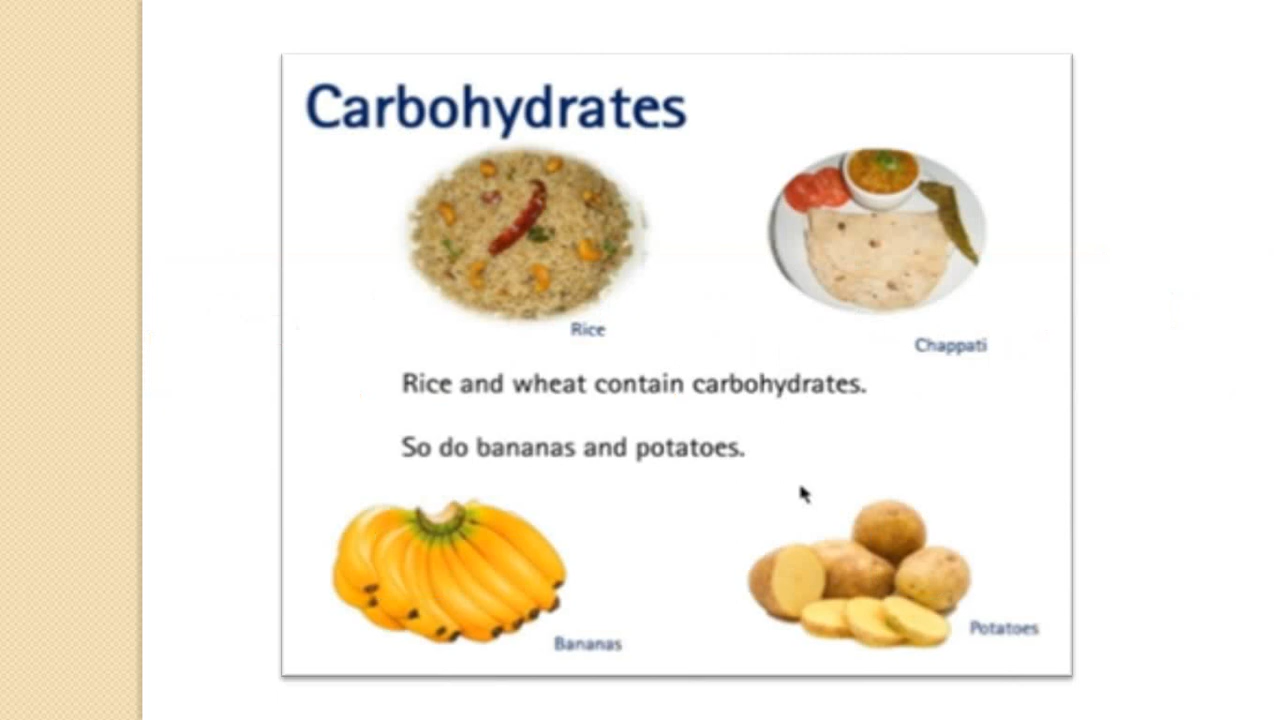 Carbohydrates
Rice
Chappati
Rice and wheat contain carbohydrates.
So do bananas and potatoes.
Bananas
Potatoes